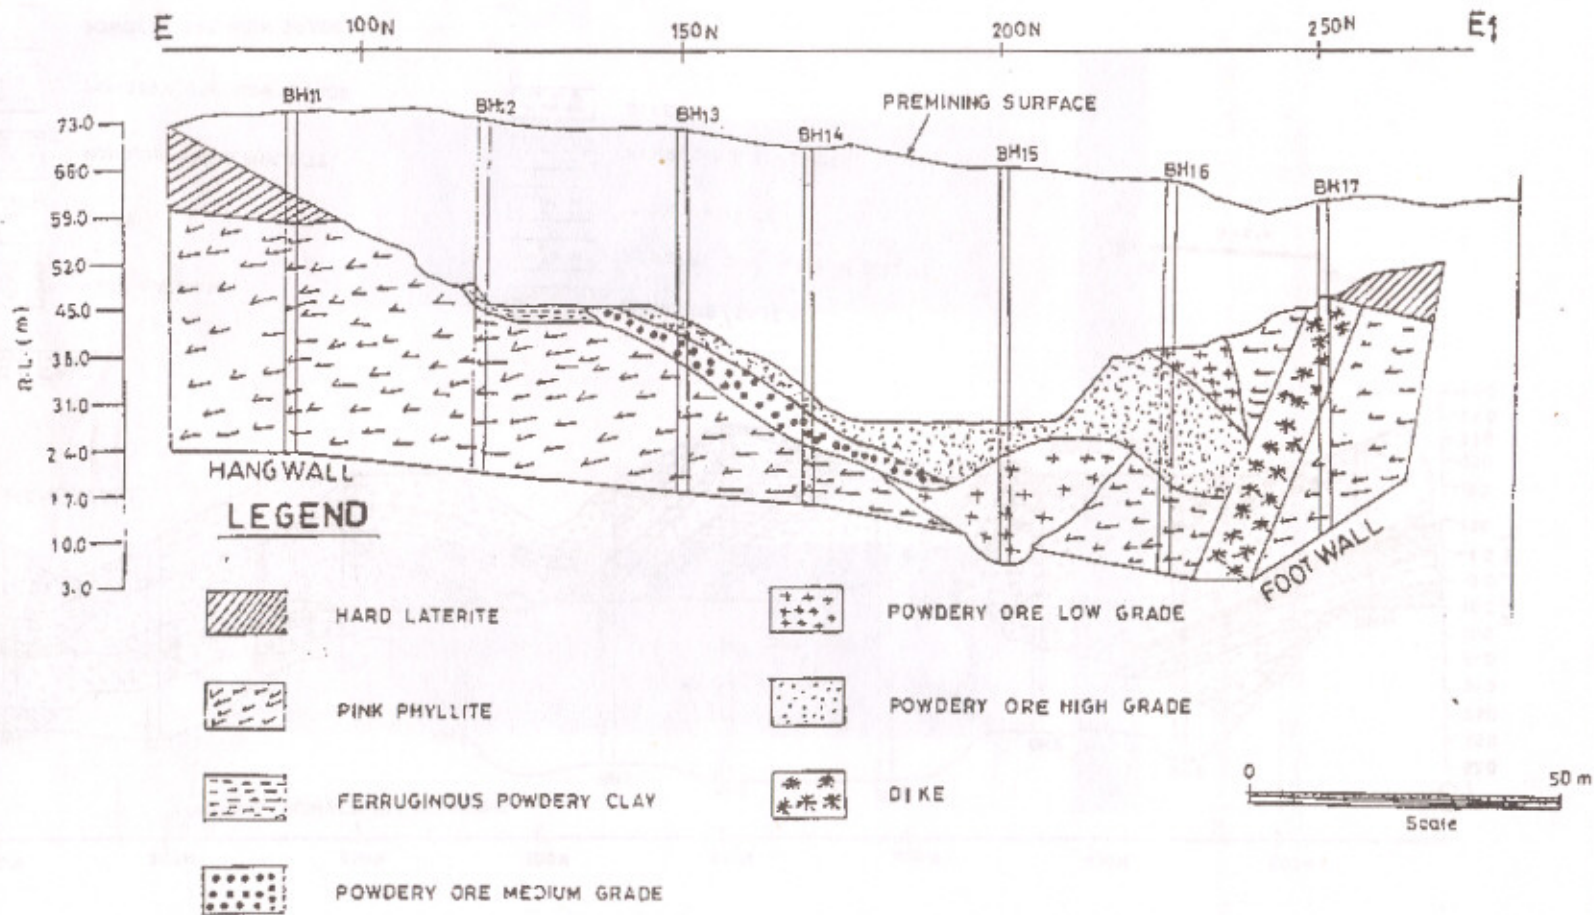 E 100N 150N 200N 250N E1
PREMINING SURFACE
BH11 BH12 BH13 BH14 BH15 BH16 BH17
73.0
66.0
59.0
52.0
45.0
38.0
31.0
24.0
17.0
10.0
3.0
R.L. (m)
HANGWALL
FOOT WALL
LEGEND
HARD LATERITE
PINK PHYLLITE
FERRUGINOUS POWDERY CLAY
POWDERY ORE MEDIUM GRADE
POWDERY ORE LOW GRADE
POWDERY ORE HIGH GRADE
DIKE
0 50 m
Scale